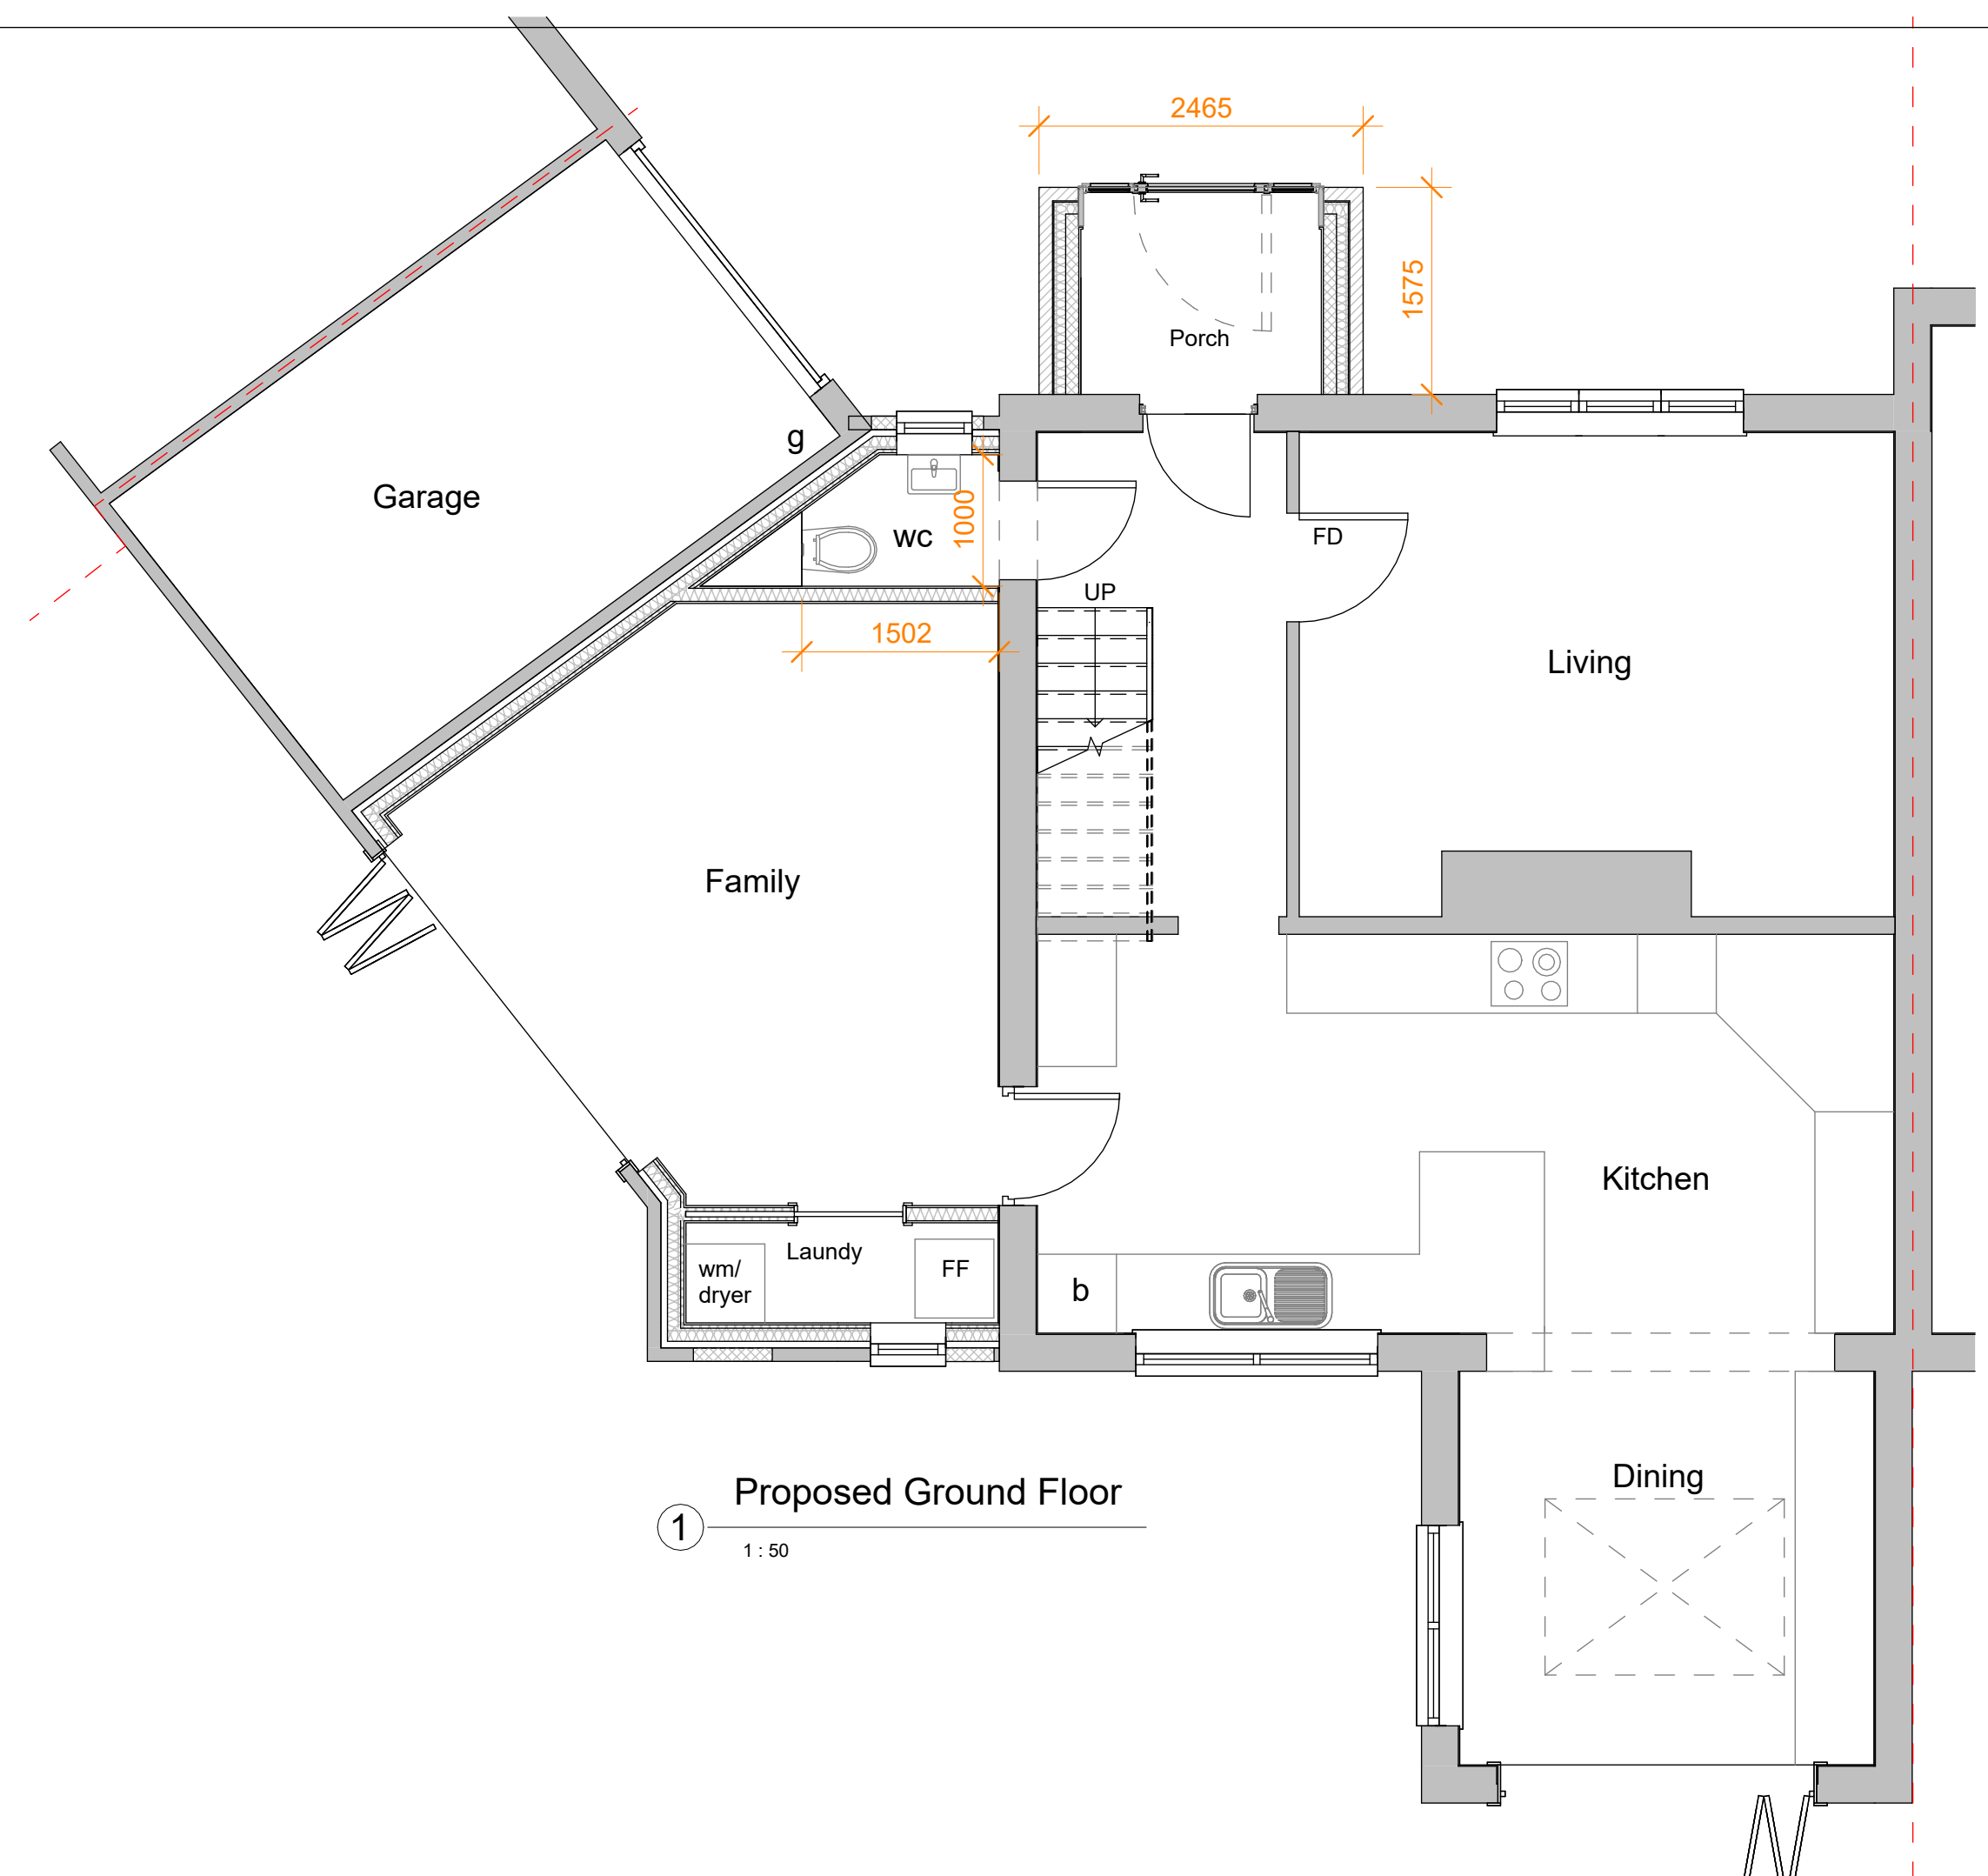 2465
1575
Porch
g
Garage
wc
1000
FD
UP
1502
Living
Family
Kitchen
Laundy
wm/
dryer
FF
b
Dining
Proposed Ground Floor
1
1 : 50